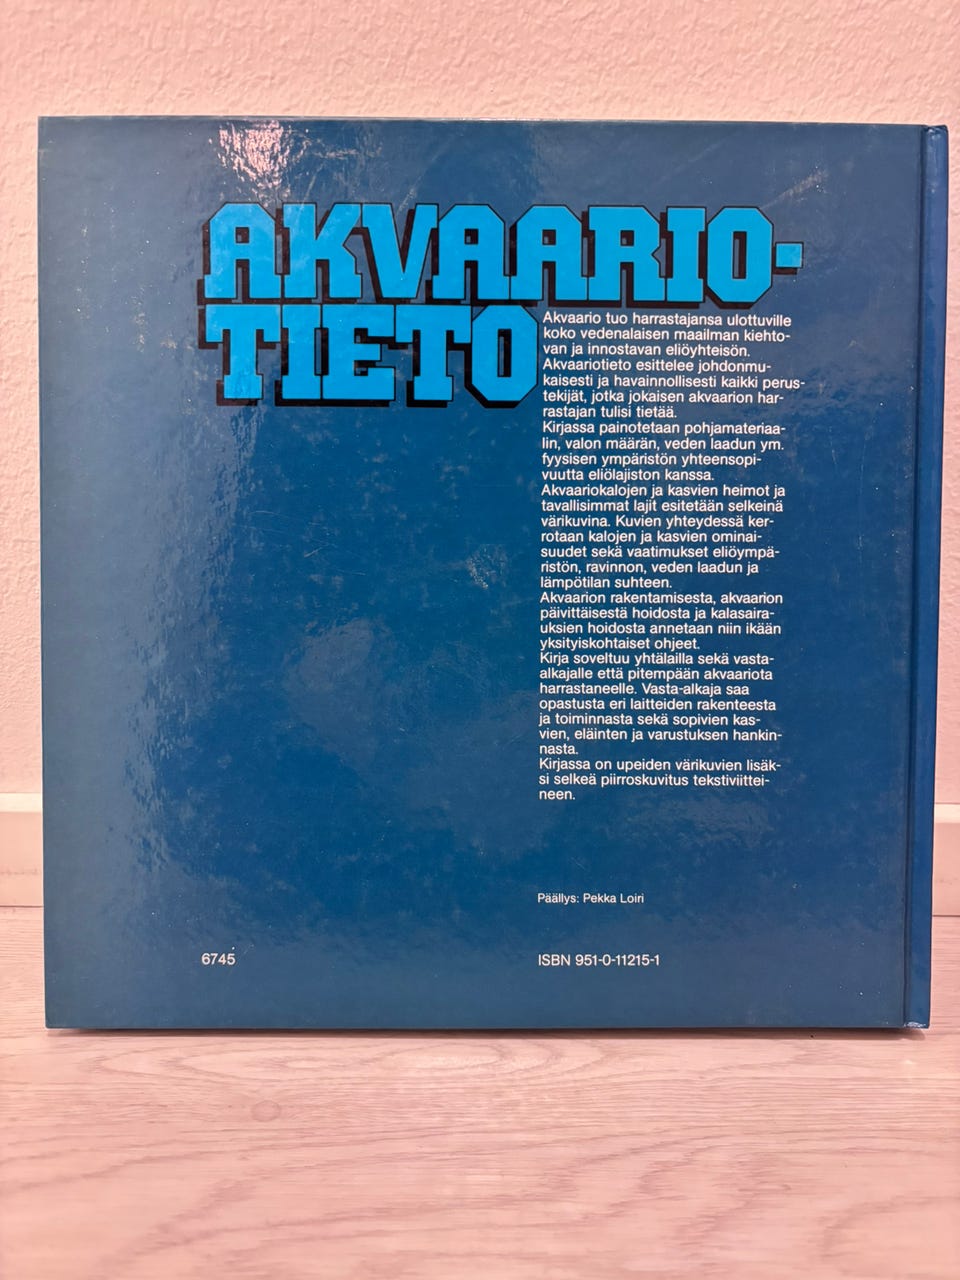 AKVAARIO-
TIETO
Akvaario tuo harrastajansa ulottuville
koko vedenalaisen maailman kiehto-
van ja innostavan eliöyhteisön.
Akvaariotieto esittelee johdonmu-
kaisesti ja havainnollisesti kaikki perus-
tekijät, jotka jokaisen akvaarion har-
rastajan tulisi tietää.
Kirjassa painotetaan pohjamateriaa-
lin, valon määrän, veden laadun ym.
fyysisen ympäristön yhteensopi-
vuutta eliölajiston kanssa.
Akvaariokalojen ja kasvien heimot ja
tavallisimmat lajit esitetään selkeinä
värikuvina. Kuvien yhteydessä ker-
rotaan kalojen ja kasvien ominai-
suudet sekä vaatimukset eliöympä-
ristön, ravinnon, veden laadun ja
lämpötilan suhteen.
Akvaarion rakentamisesta, akvaarion
päivittäisestä hoidosta ja kalasaira-
uksien hoidosta annetaan niin ikään
yksityiskohtaiset ohjeet.
Kirja soveltuu yhtälailla sekä vasta-
alkajalle että pitempään akvaariota
harrastaneelle. Vasta-alkaja saa
opastusta eri laitteiden rakenteesta
ja toiminnasta sekä sopivien kas-
vien, eläinten ja varustuksen hankin-
nasta.
Kirjassa on upeiden värikuvien lisäk-
si selkeä piirroskuvitus tekstiviittei-
neen.
Päällys: Pekka Loiri
6745
ISBN 951-0-11215-1